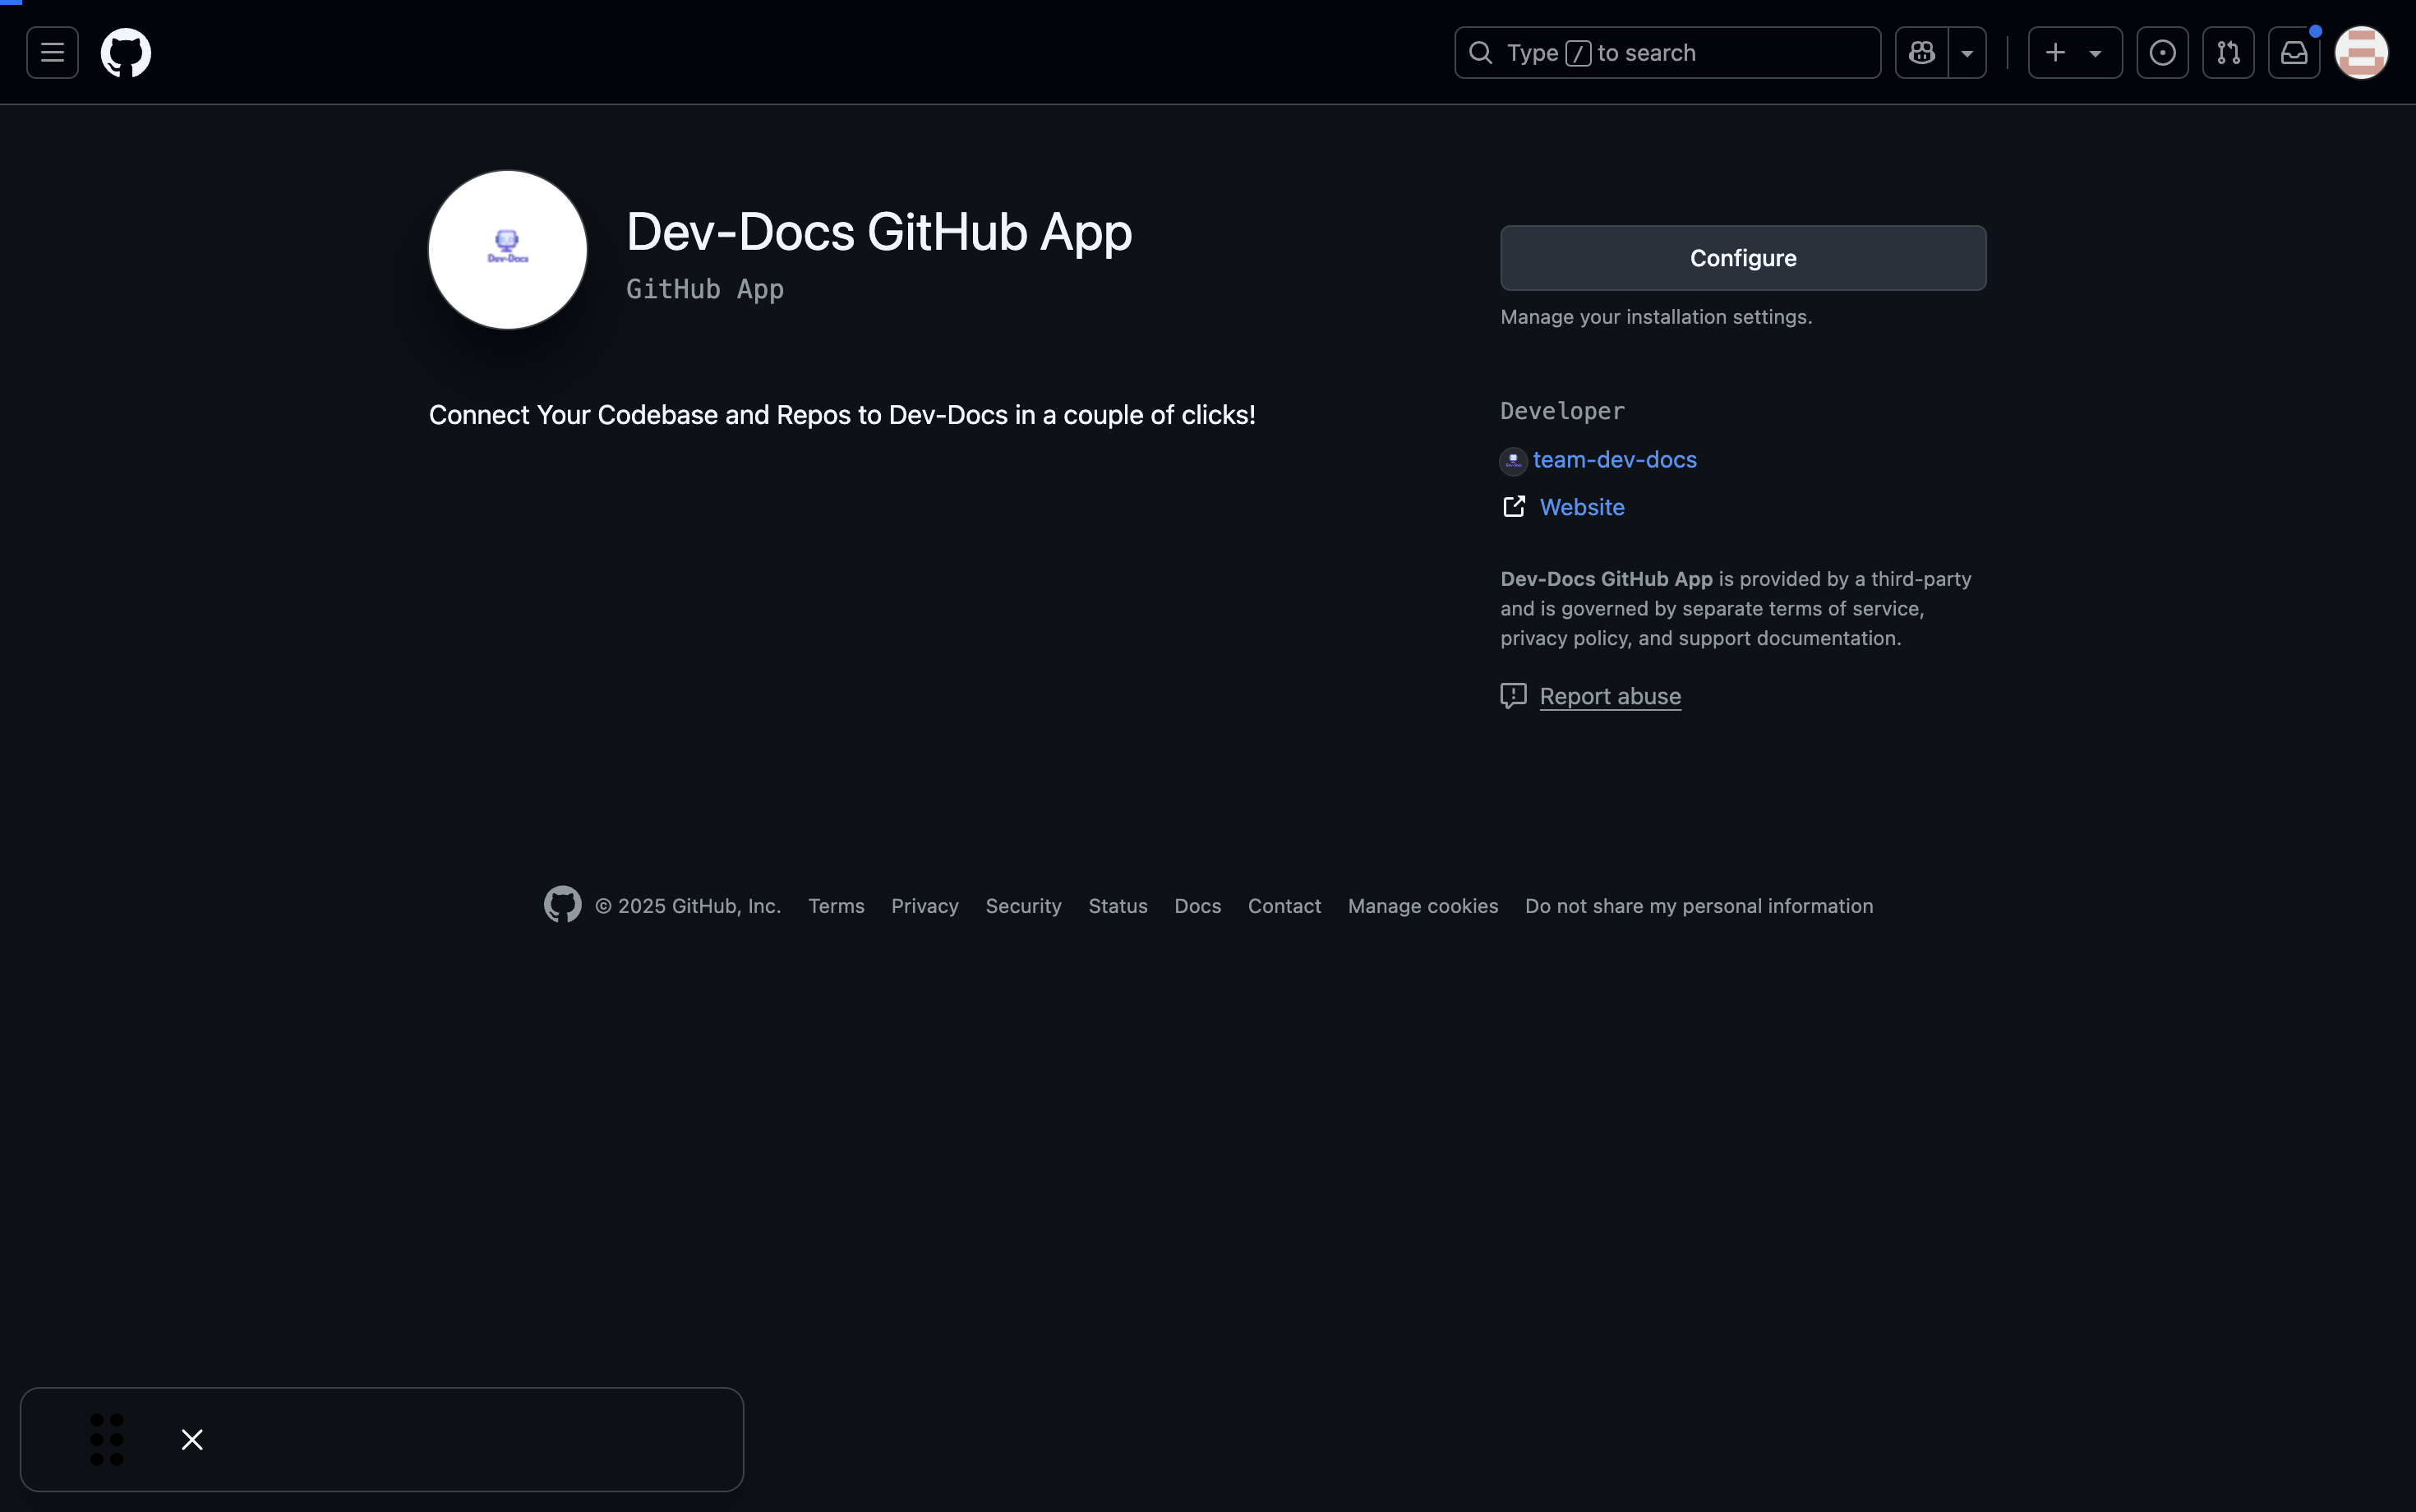 Type / to search
Dev-Docs
Dev-Docs GitHub App
GitHub App
Configure
Manage your installation settings.
Connect Your Codebase and Repos to Dev-Docs in a couple of clicks!
Developer
team-dev-docs
Website
Dev-Docs GitHub App is provided by a third-party
and is governed by separate terms of service,
privacy policy, and support documentation.
Report abuse
© 2025 GitHub, Inc. Terms Privacy Security Status Docs Contact Manage cookies Do not share my personal information